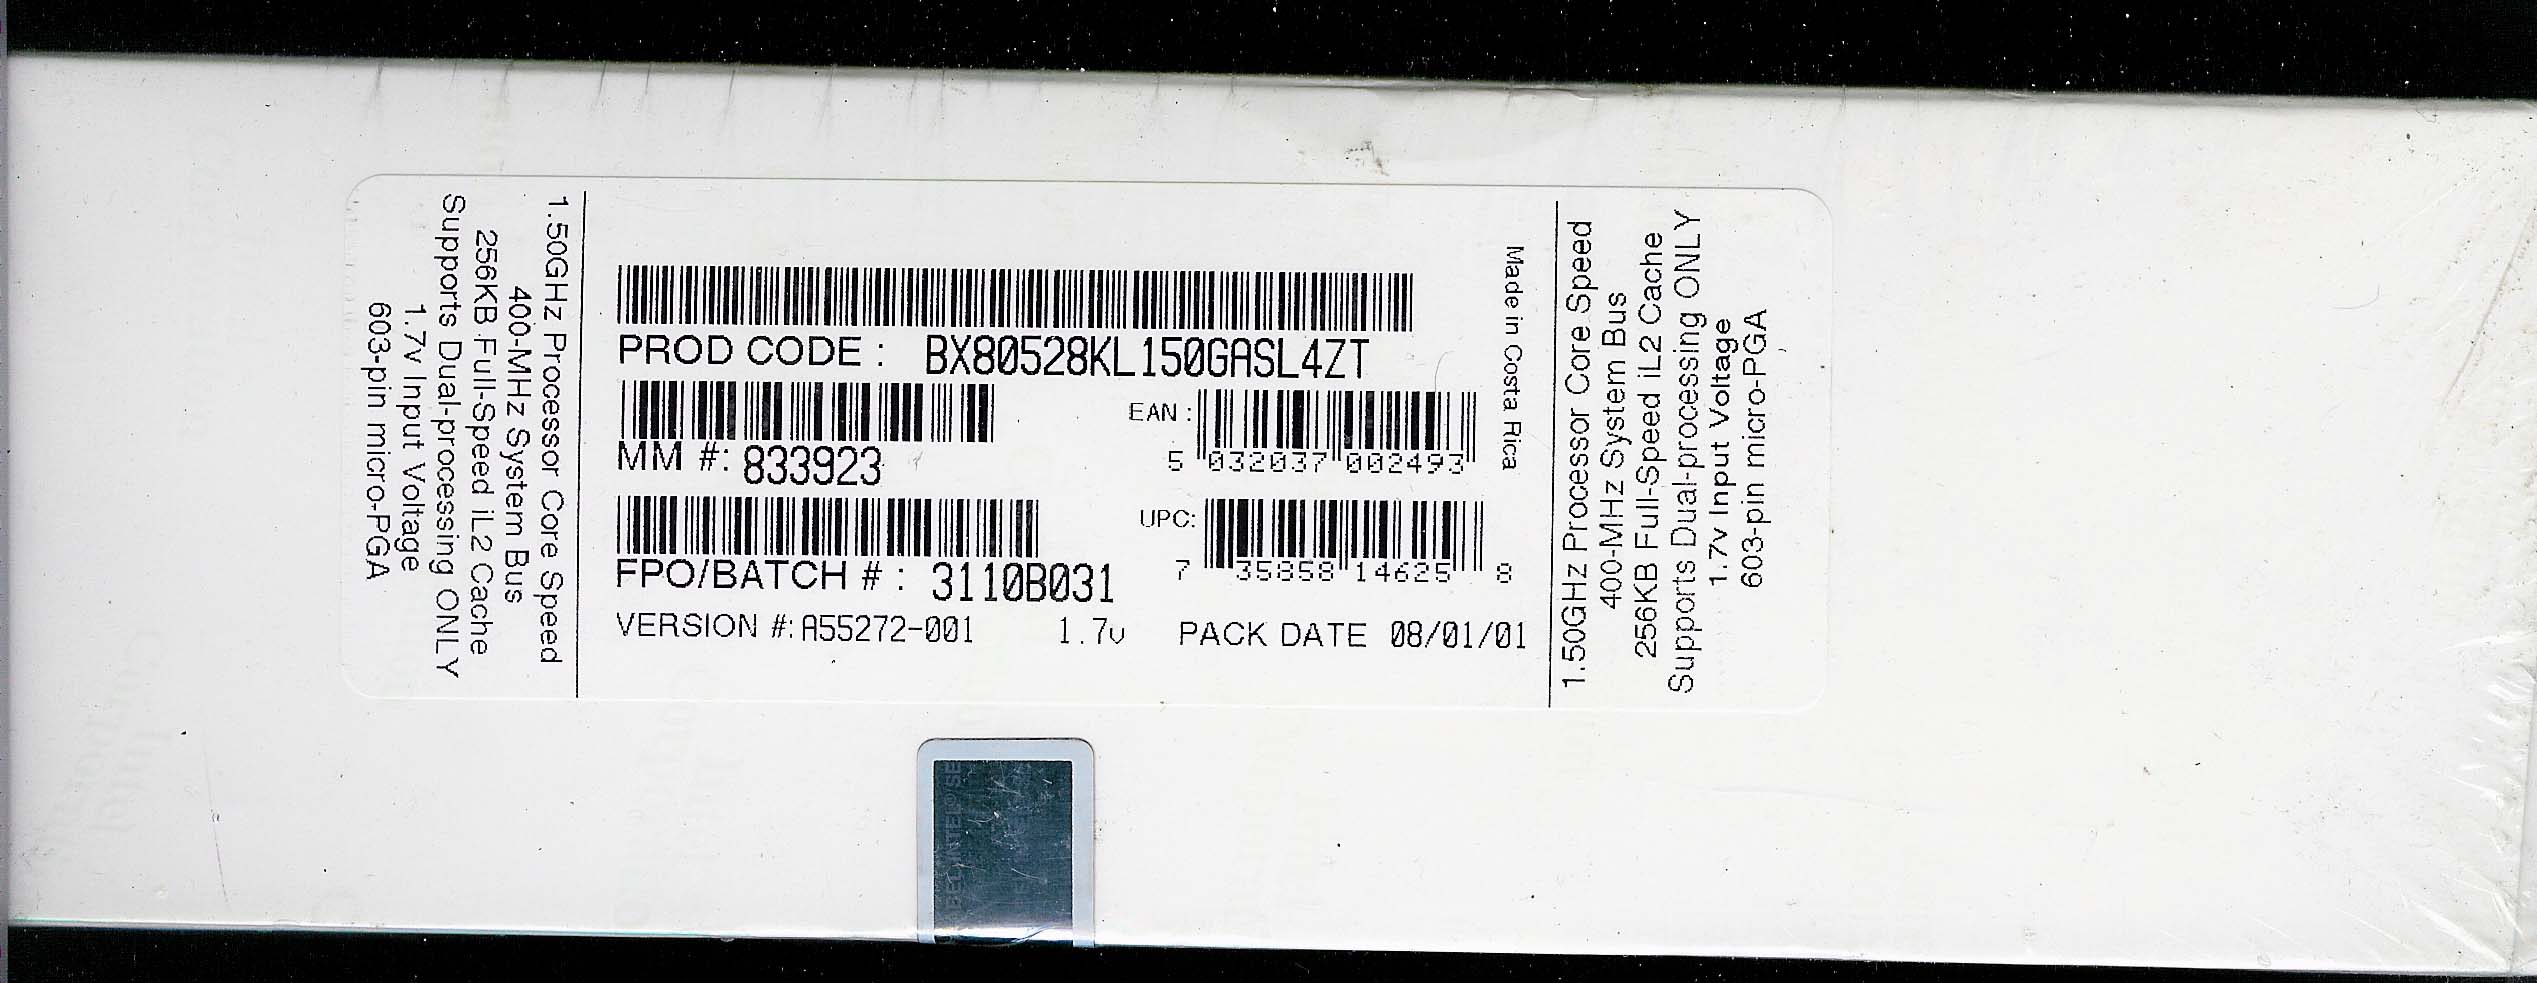 1.50GHz Processor Core Speed
400-MHz System Bus
256KB Full-Speed iL2 Cache
Supports Dual-processing ONLY
1.7v Input Voltage
603-pin micro-PGA
PROD CODE : BX80528KL150GASL4ZT
MM #: 833923
EAN :
5 032037 002493
FPO/BATCH # : 3110B031
UPC:
7 35858 14625 8
VERSION #: A55272-001 1.7v PACK DATE 08/01/01
Made in Costa Rica
1.50GHz Processor Core Speed
400-MHz System Bus
256KB Full-Speed iL2 Cache
Supports Dual-processing ONLY
1.7v Input Voltage
603-pin micro-PGA